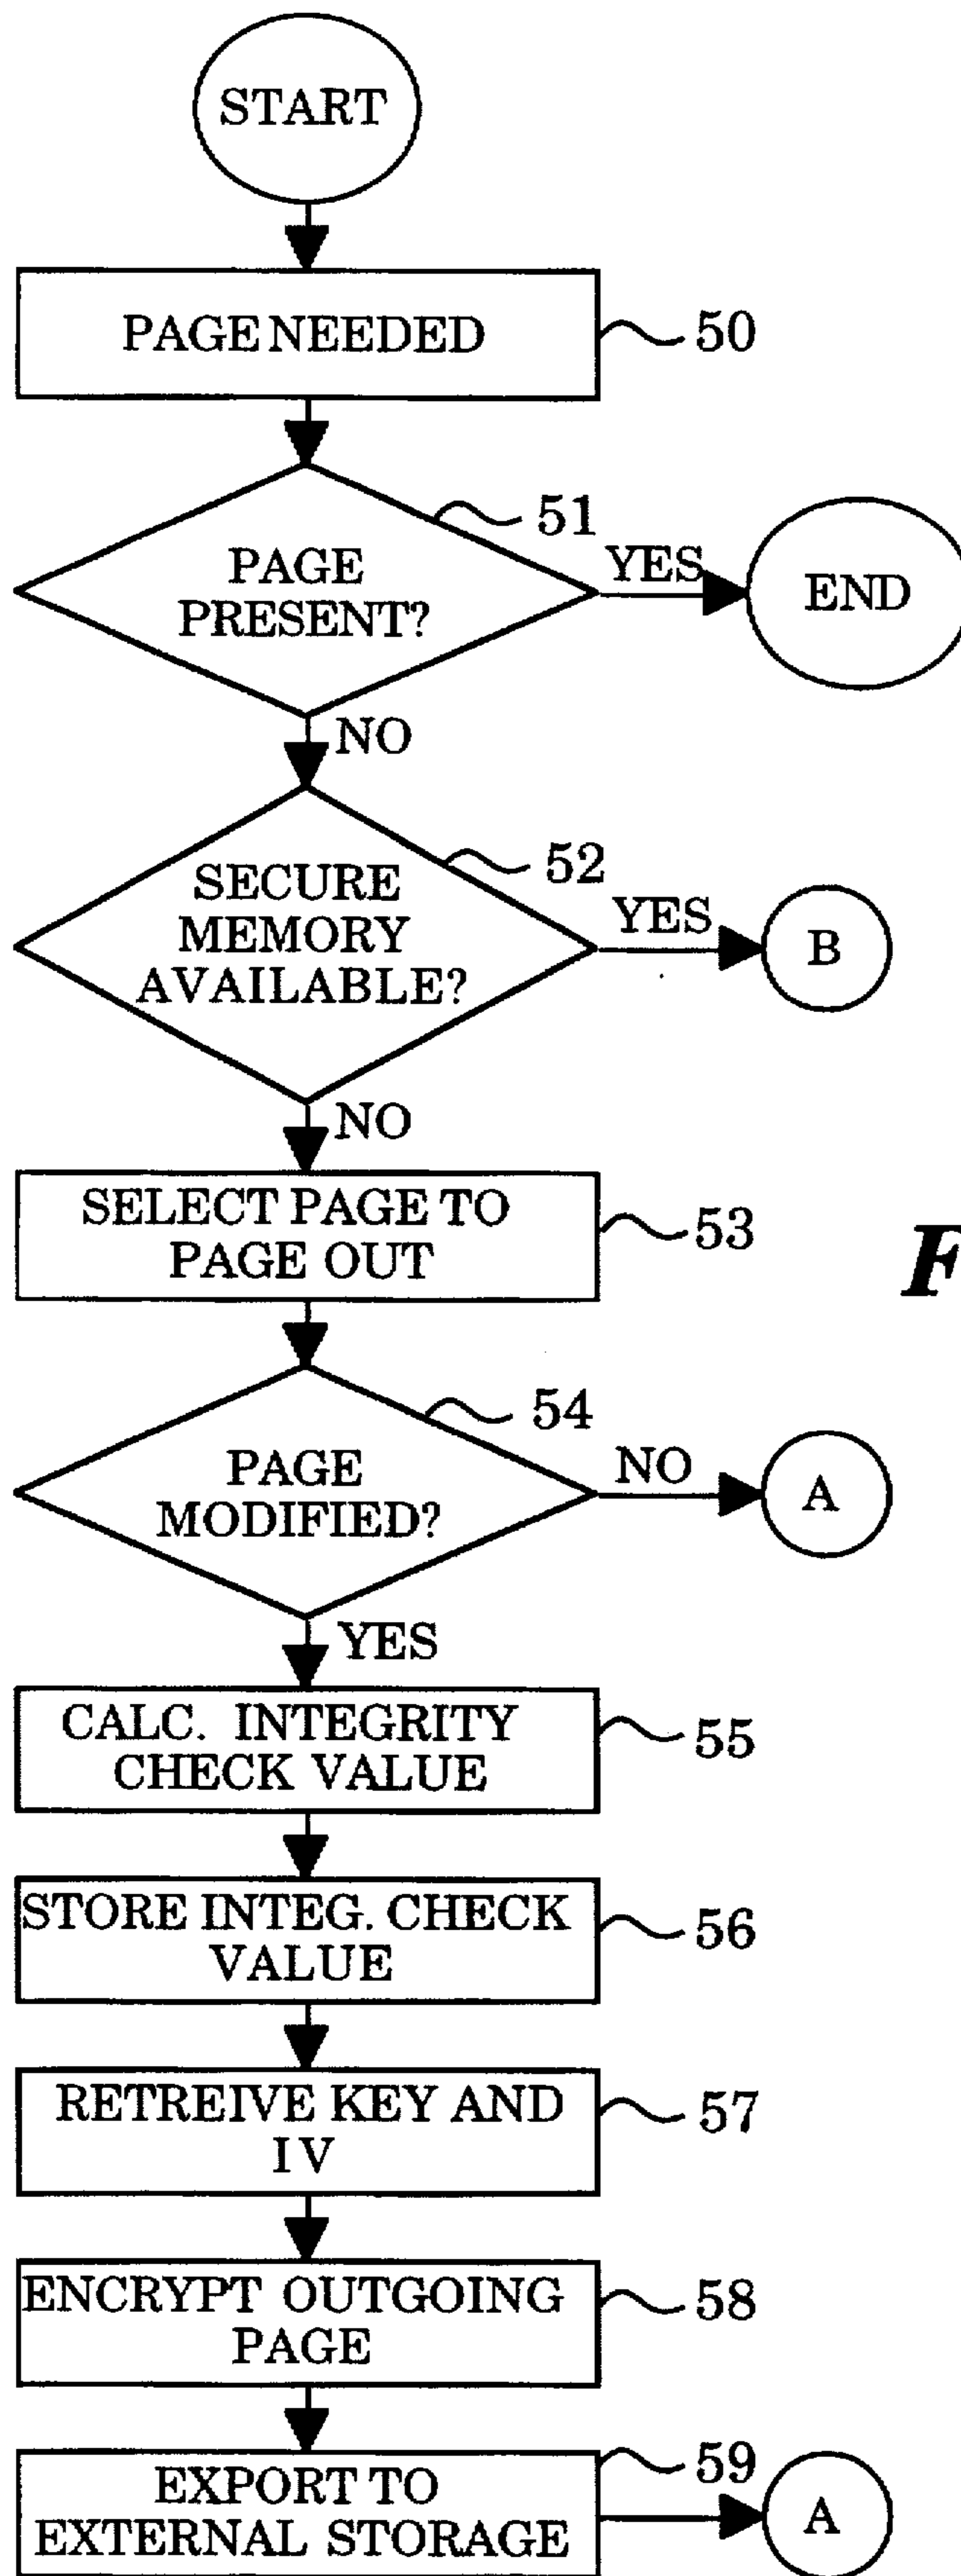 START
PAGE NEEDED
50
51
PAGE
PRESENT?
YES
END
NO
52
SECURE
MEMORY
AVAILABLE?
YES
B
NO
SELECT PAGE TO
PAGE OUT
53
F
54
PAGE
MODIFIED?
NO
A
YES
CALC. INTEGRITY
CHECK VALUE
55
STORE INTEG. CHECK
VALUE
56
RETREIVE KEY AND
IV
57
ENCRYPT OUTGOING
PAGE
58
EXPORT TO
EXTERNAL STORAGE
59
A